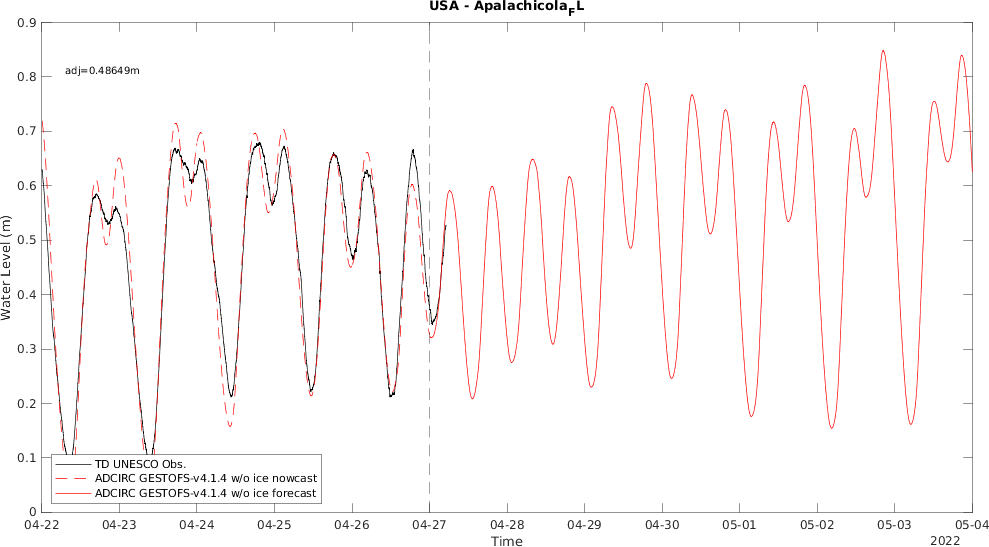 USA - Apalachicola_FL
0.9
0.8
0.7
0.6
0.5
0.4
0.3
0.2
0.1
0
Water Level (m)
adj=0.48649m
TD UNESCO Obs.
ADCIRC GESTOFS-v4.1.4 w/o ice nowcast
ADCIRC GESTOFS-v4.1.4 w/o ice forecast
04-22 04-23 04-24 04-25 04-26 04-27 04-28 04-29 04-30 05-01 05-02 05-03 05-04
Time
2022